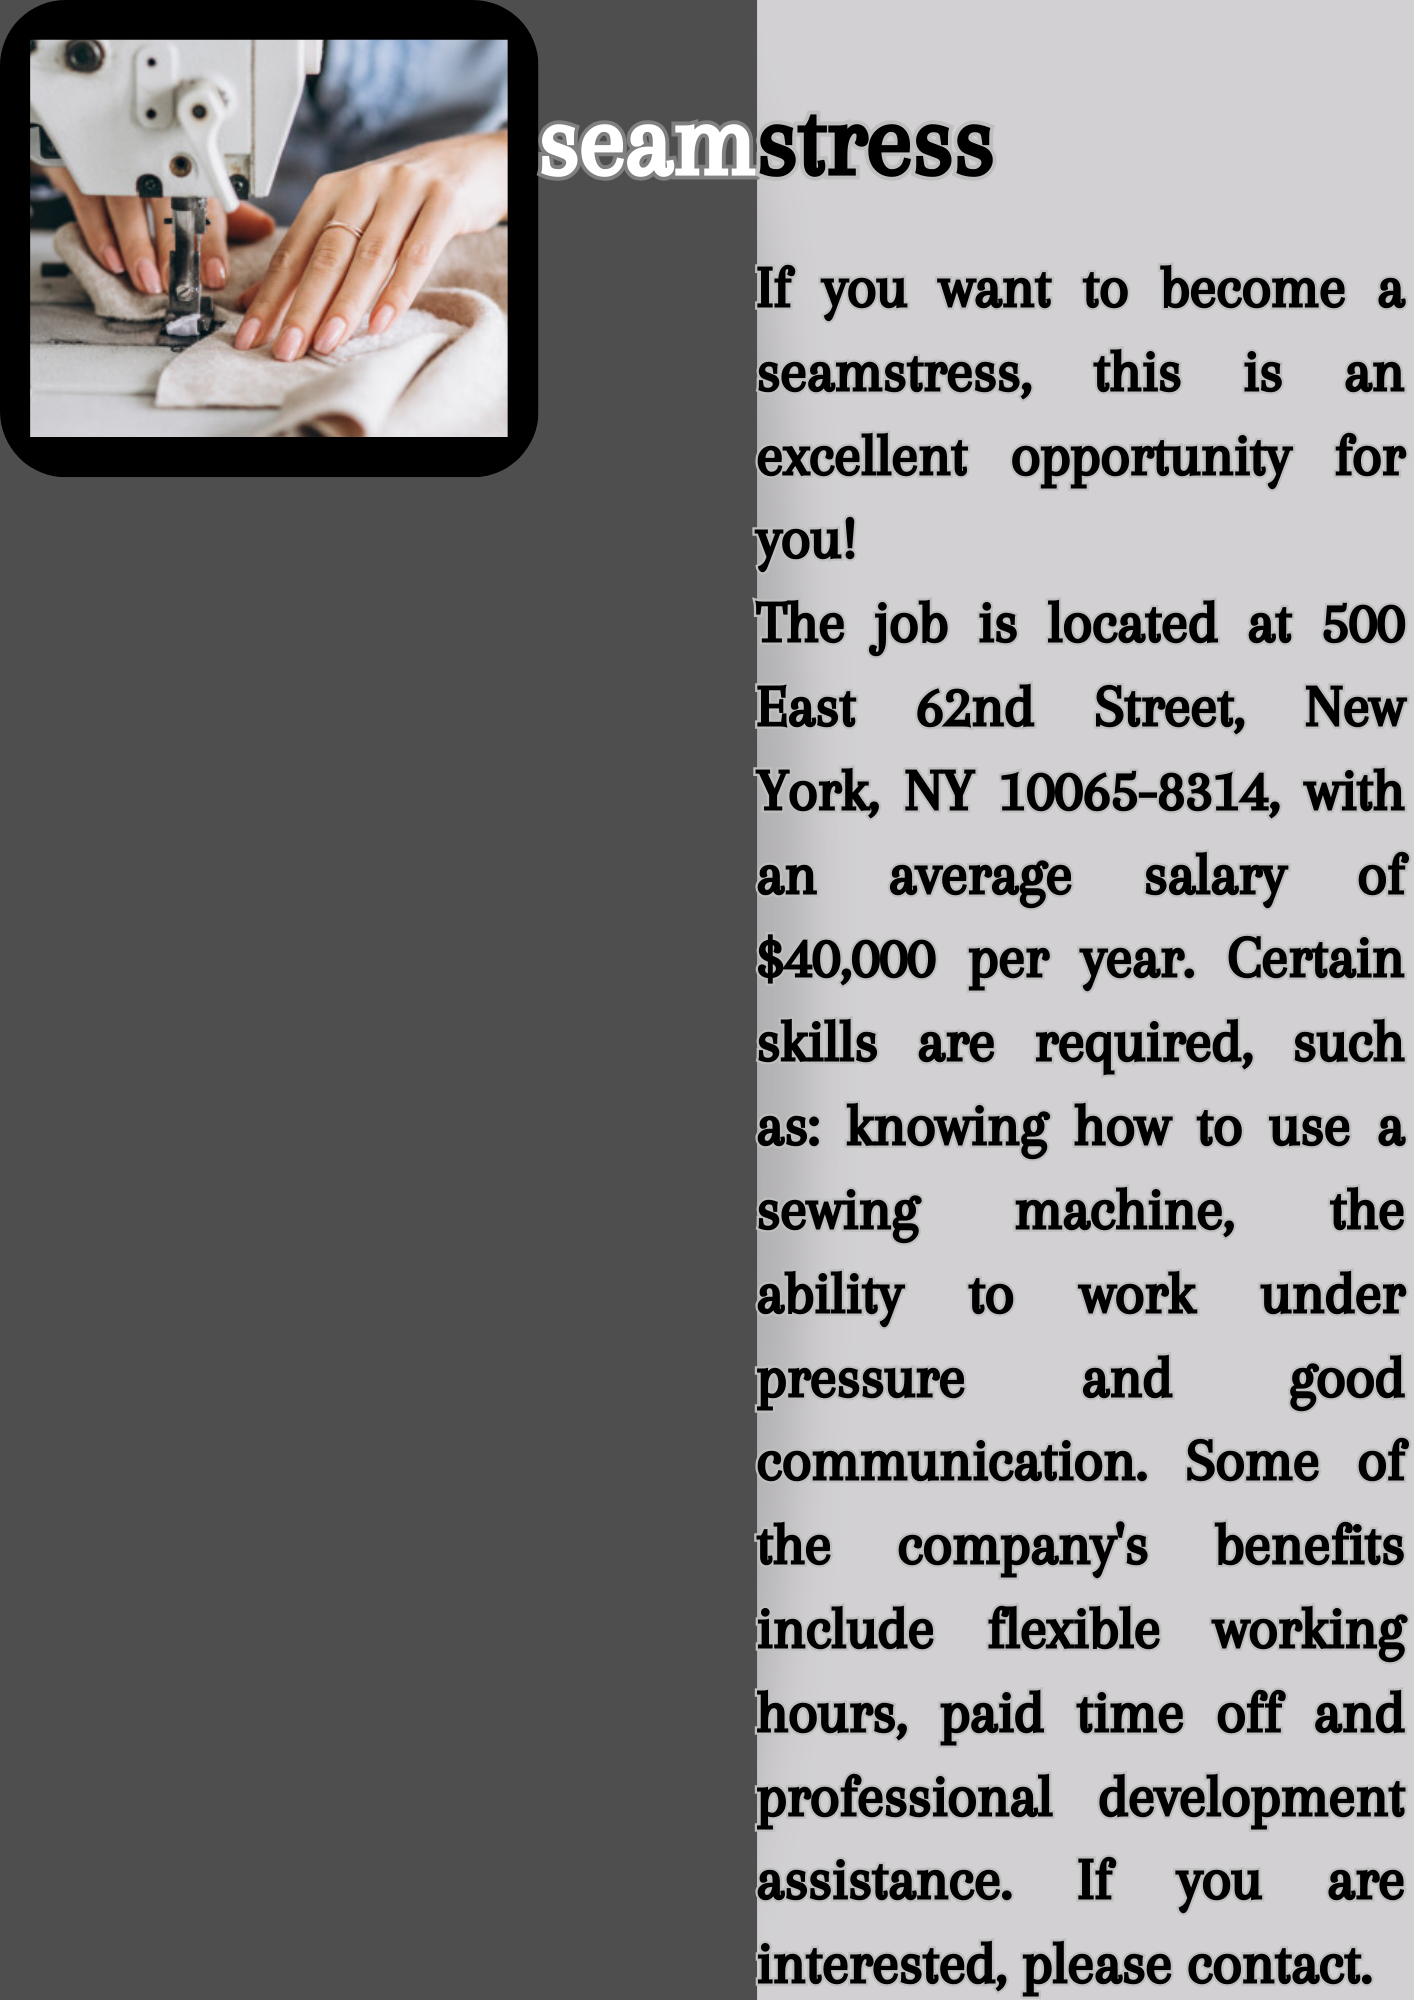 seamstress
If you want to become a
seamstress, this is an
excellent opportunity for
you!
The job is located at 500
East 62nd Street, New
York, NY 10065-8314, with
an average salary of
$40,000 per year. Certain
skills are required, such
as: knowing how to use a
sewing machine, the
ability to work under
pressure and good
communication. Some of
the company's benefits
include flexible working
hours, paid time off and
professional development
assistance. If you are
interested, please contact.